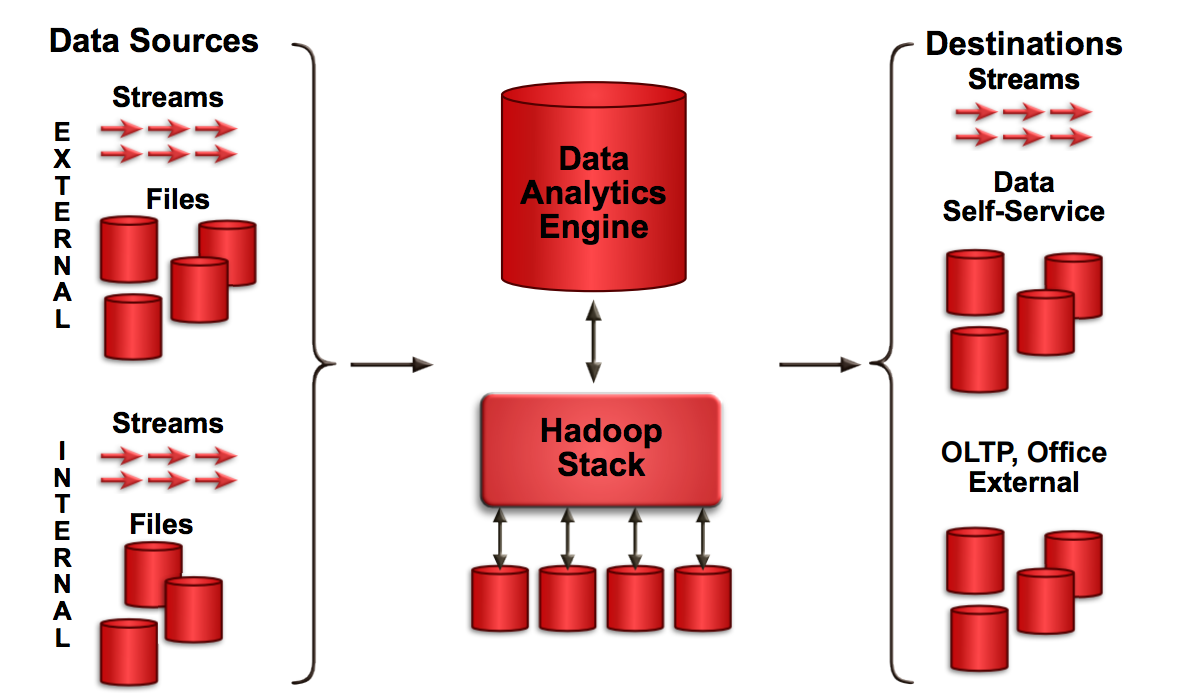 Data Sources
Streams
EXTERNAL
Files
Streams
INTERNAL
Files
Data
Analytics
Engine
Hadoop
Stack
Destinations
Streams
Data
Self-Service
OLTP, Office
External